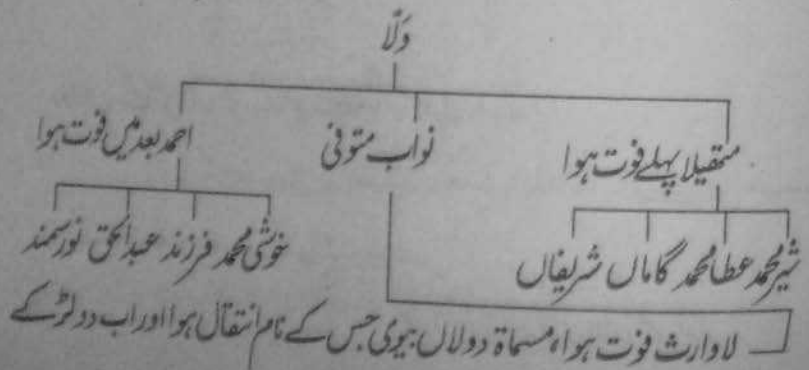 دَلّا
متقیلا پہلے فوت ہوا نواب متوفی احمد بعد میں فوت ہوا
شیر محمد عطا محمد گاماں شریفاں خوشی محمد فرزند عبدالحق نور سمند
لاوارث فوت ہوا، مسماۃ دولاں بیوی جس کے نام انتقال ہوا اور اب دو لڑکے